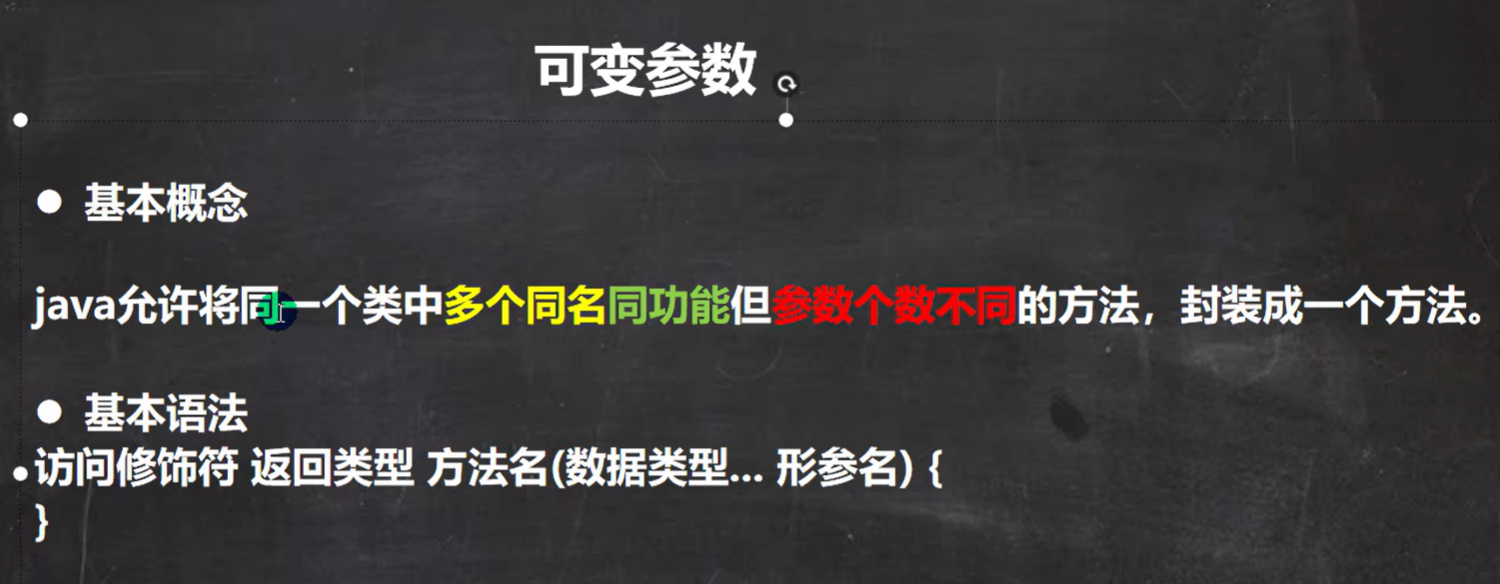 可变参数
● 基本概念
java允许将同一个类中多个同名同功能但参数个数不同的方法，封装成一个方法。
● 基本语法
访问修饰符 返回类型 方法名(数据类型... 形参名) {
}